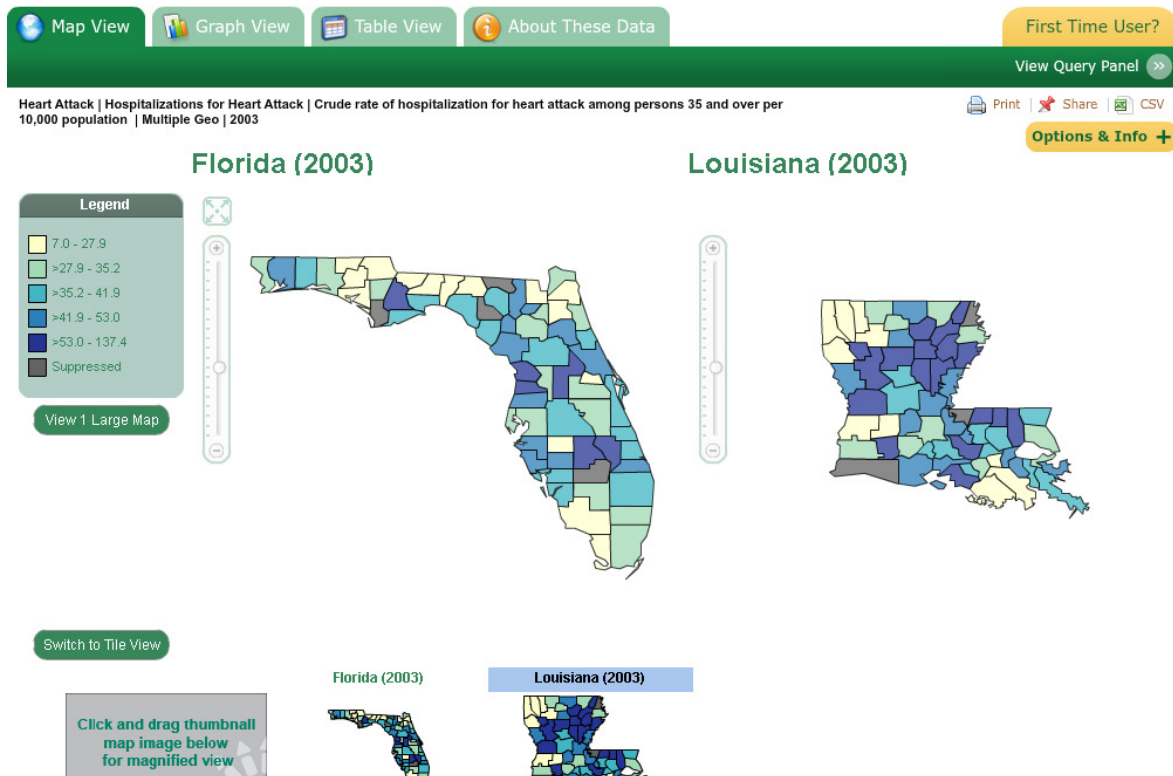 Map View
Graph View
Table View
About These Data
First Time User?
View Query Panel »
Heart Attack | Hospitalizations for Heart Attack | Crude rate of hospitalization for heart attack among persons 35 and over per
10,000 population | Multiple Geo | 2003
Print | Share | CSV
Options & Info +
Florida (2003)
Louisiana (2003)
Legend
7.0 - 27.9
>27.9 - 35.2
>35.2 - 41.9
>41.9 - 53.0
>53.0 - 137.4
Suppressed
View 1 Large Map
Switch to Tile View
Florida (2003)
Louisiana (2003)
Click and drag thumbnail
map image below
for magnified view